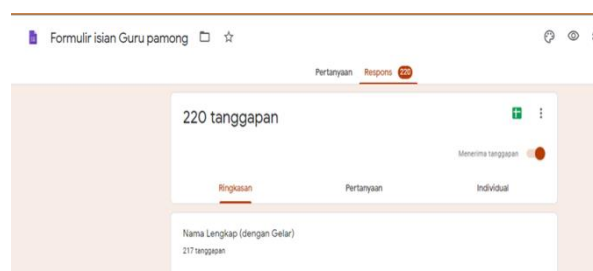 Formulir isian Guru pamong
Pertanyaan Respons 220
220 tanggapan
Menerima tanggapan
Ringkasan Pertanyaan Individual
Nama Lengkap (dengan Gelar)
217 tanggapan